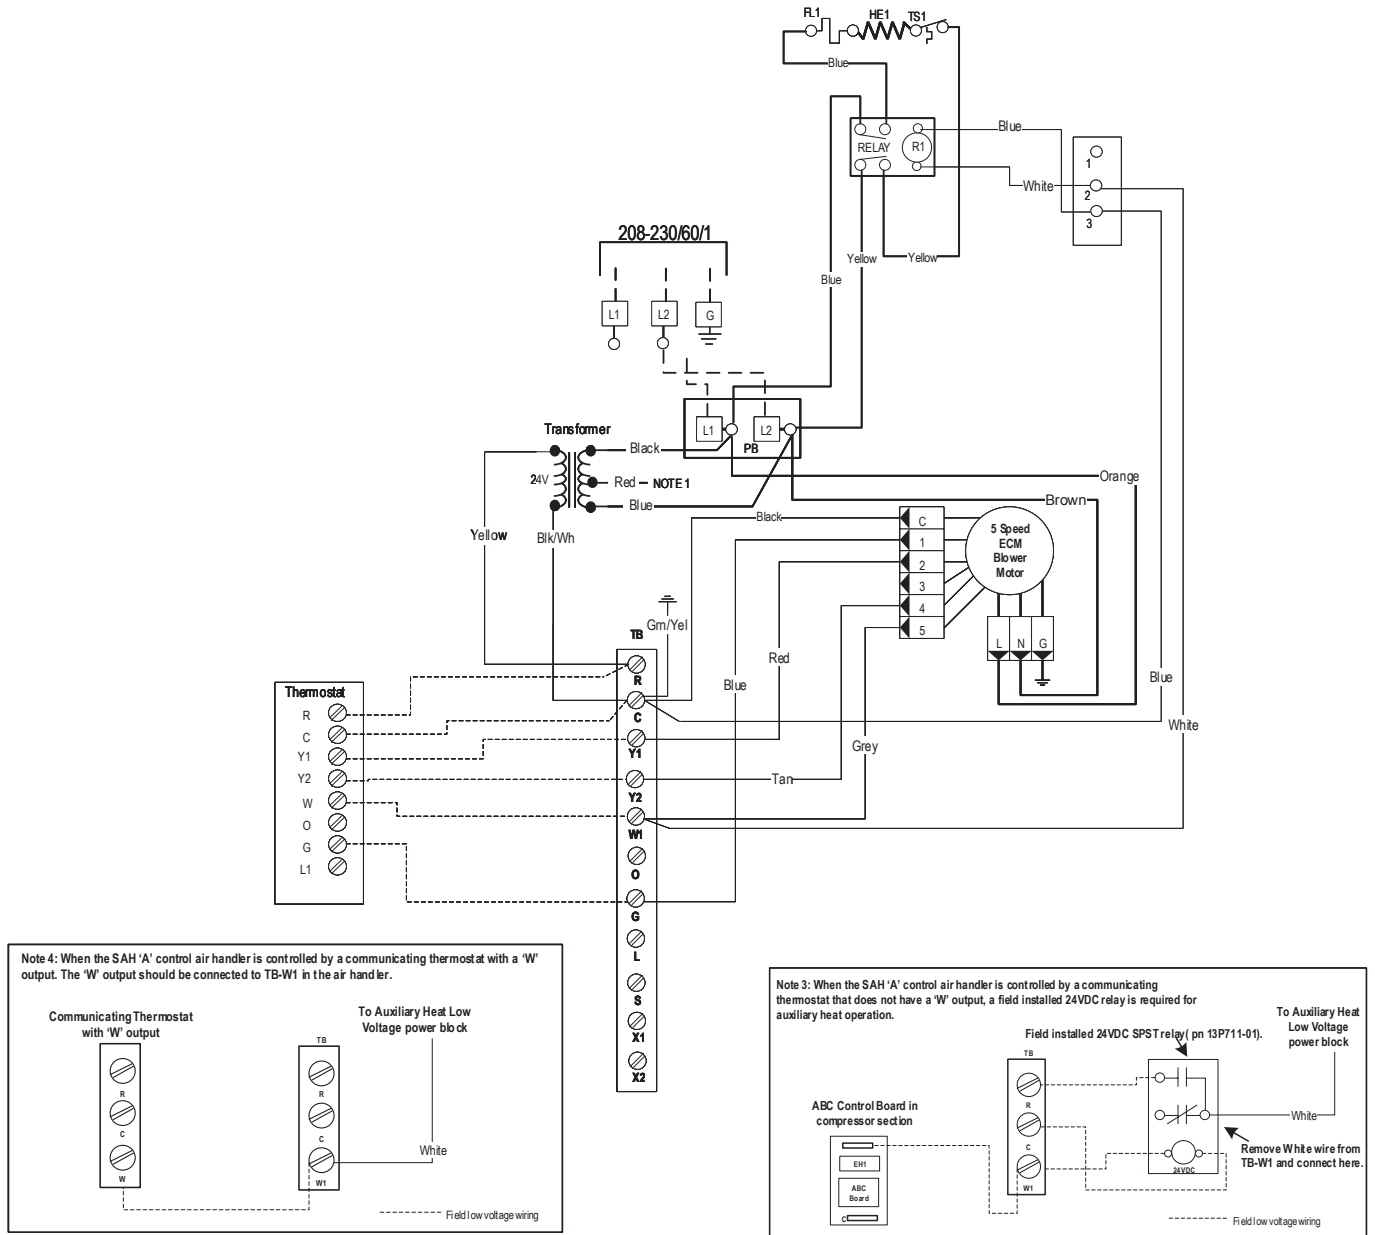 FL1
HE1
TS1
Blue
RELAY
R1
Blue
White
1
2
3
208-230/60/1
L1
L2
G
Blue
Yellow
Yellow
L1
L2
PB
Transformer
24V
Black
Red
NOTE 1
Blue
Yellow
Blk/Wh
Black
Orange
Brown
C
1
2
3
4
5
5 Speed
ECM
Blower
Motor
L
N
G
Grn/Yel
TB
R
C
Y1
Y2
W1
O
G
L
S
X1
X2
Blue
Red
Grey
Tan
Blue
White
Thermostat
R
C
Y1
Y2
W
O
G
L1
Note 4: When the SAH 'A' control air handler is controlled by a communicating thermostat with a 'W'
output. The 'W' output should be connected to TB-W1 in the air handler.
Communicating Thermostat
with 'W' output
R
C
W
To Auxiliary Heat Low
Voltage power block
TB
R
C
W1
White
Field low voltage wiring
Note 3: When the SAH 'A' control air handler is controlled by a communicating
thermostat that does not have a 'W' output, a field installed 24VDC relay is required for
auxiliary heat operation.
Field installed 24VDC SPST relay( pn 13P711-01).
To Auxiliary Heat
Low Voltage
power block
TB
R
C
W1
ABC Control Board in
compressor section
EH1
ABC
Board
C
24VDC
White
Remove White wire from
TB-W1 and connect here.
Field low voltage wiring